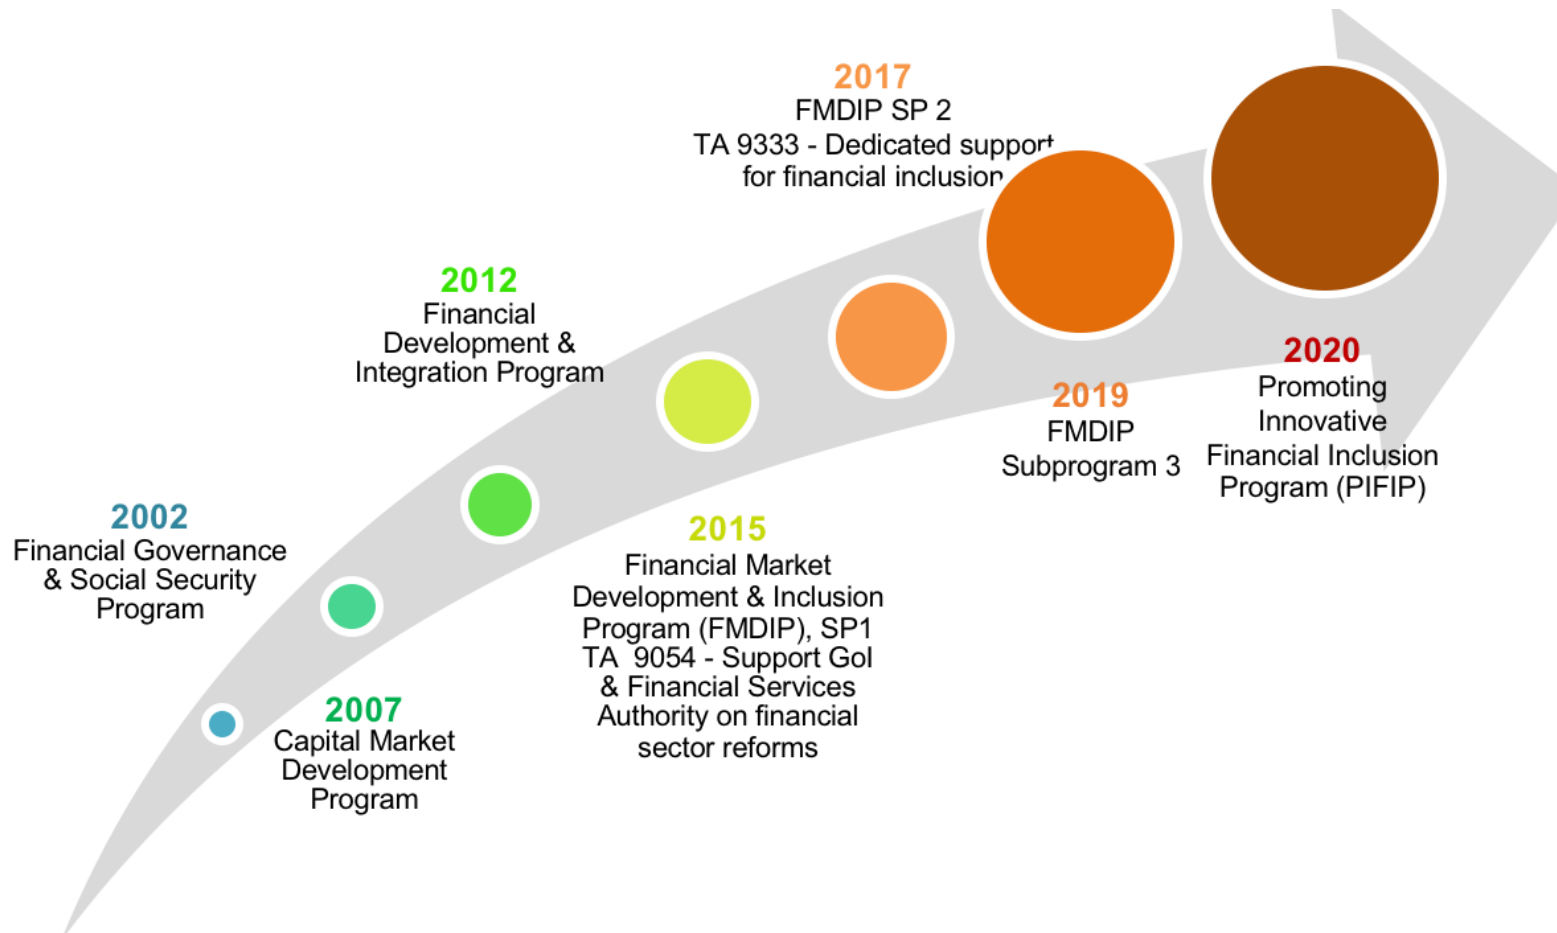 2002
Financial Governance
& Social Security
Program
2007
Capital Market
Development
Program
2012
Financial
Development &
Integration Program
2015
Financial Market
Development & Inclusion
Program (FMDIP), SP1
TA 9054 - Support GoI
& Financial Services
Authority on financial
sector reforms
2017
FMDIP SP 2
TA 9333 - Dedicated support
for financial inclusion
2019
FMDIP
Subprogram 3
2020
Promoting
Innovative
Financial Inclusion
Program (PIFIP)